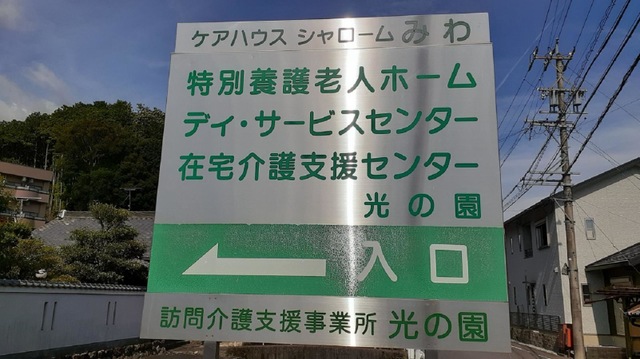 ケアハウス シャロームみわ
特別養護老人ホーム
ディ・サービスセンター
在宅介護支援センター
光の園
入口
訪問介護支援事業所 光の園